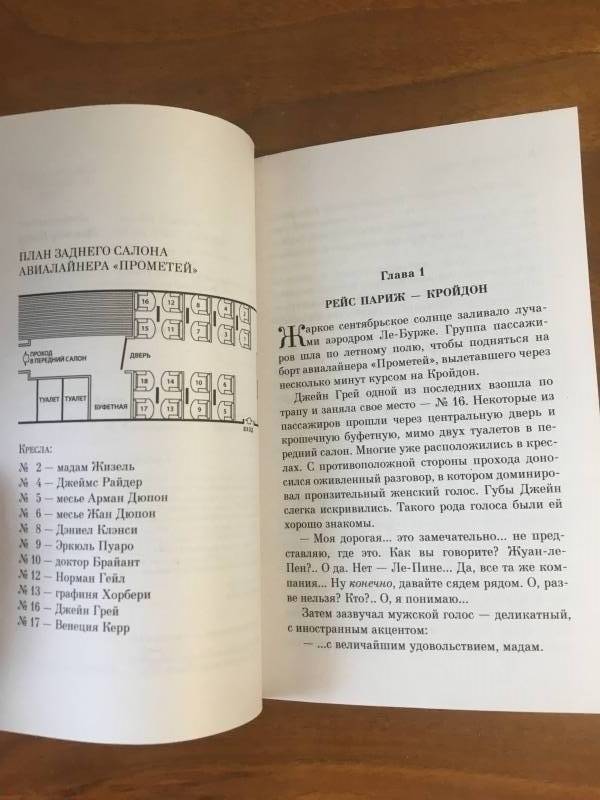 ПЛАН ЗАДНЕГО САЛОНА
АВИАЛАЙНЕРА «ПРОМЕТЕЙ»
16 12 8 4 2
15 11 7 3 1
ПРОХОД
В ПЕРЕДНИЙ САЛОН
ДВЕРЬ
18 14 10 6
17 13 9 5
ТУАЛЕТ ТУАЛЕТ БУФЕТНАЯ
ВХОД
КРЕСЛА:
№ 2 — мадам Жизель
№ 4 — Джеймс Райдер
№ 5 — месье Арман Дюпон
№ 6 — месье Жан Дюпон
№ 8 — Дэниел Клэнси
№ 9 — Эркюль Пуаро
№ 10 — доктор Брайант
№ 12 — Норман Гейл
№ 13 — графиня Хорбери
№ 16 — Джейн Грей
№ 17 — Венеция Керр
Глава 1
РЕЙС ПАРИЖ — КРОЙДОН
Жаркое сентябрьское солнце заливало луча-
ми аэродром Ле-Бурже. Группа пассажи-
ров шла по летному полю, чтобы подняться на
борт авиалайнера «Прометей», вылетавшего через
несколько минут курсом на Кройдон.
Джейн Грей одной из последних взошла по
трапу и заняла свое место — № 16. Некоторые из
пассажиров прошли через центральную дверь и
крошечную буфетную, мимо двух туалетов в пе-
редний салон. Многие уже расположились в крес-
лах. С противоположной стороны прохода доно-
сился оживленный разговор, в котором доминиро-
вал пронзительный женский голос. Губы Джейн
слегка искривились. Такого рода голоса были ей
хорошо знакомы.
— Моя дорогая... это замечательно... не пред-
ставляю, где это. Как вы говорите? Жуан-ле-
Пен?.. О да. Нет — Ле-Пине... Да, все та же ком-
пания... Ну конечно, давайте сядем рядом. О, раз-
ве нельзя? Кто?.. О, я понимаю...
Затем зазвучал мужской голос — деликатный,
с иностранным акцентом:
— ...с величайшим удовольствием, мадам.